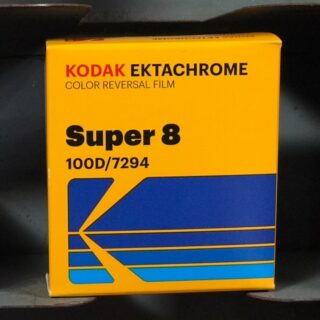 KODAK EKTACHROME
COLOR REVERSAL FILM
Super 8
100D/7294